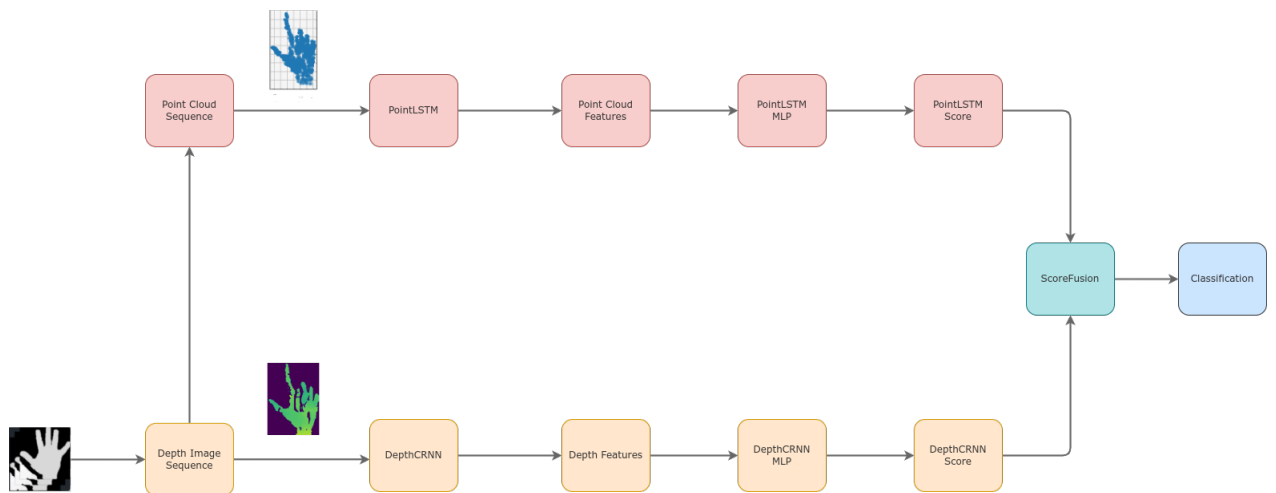 Point Cloud
Sequence
PointLSTM
Point Cloud
Features
PointLSTM
MLP
PointLSTM
Score
ScoreFusion
Classification
Depth Image
Sequence
DepthCRNN
Depth Features
DepthCRNN
MLP
DepthCRNN
Score